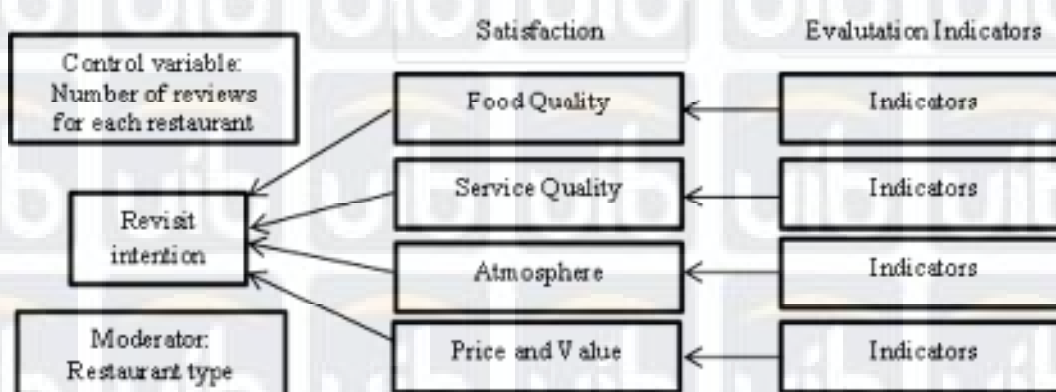 Satisfaction
Evalutation Indicators
Control variable:
Number of reviews
for each restaurant
Food Quality
Indicators
Service Quality
Indicators
Revisit
intention
Atmosphere
Indicators
Moderator:
Restaurant type
Price and Value
Indicators